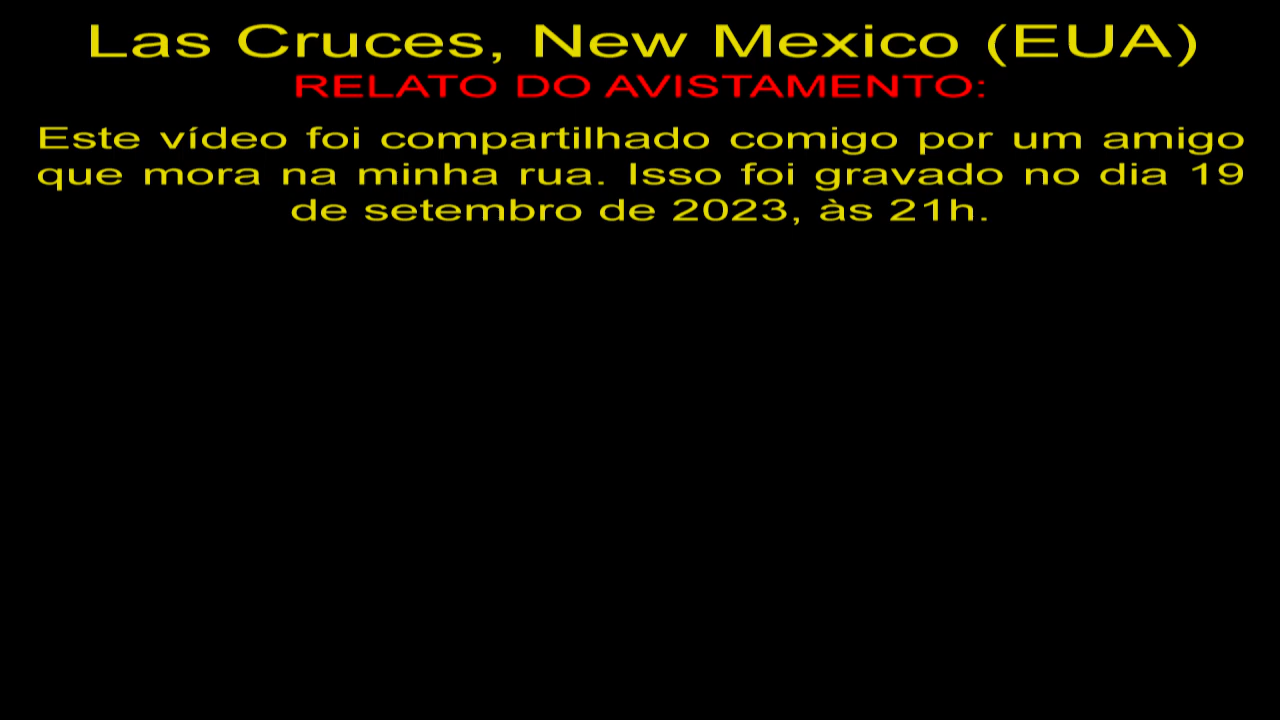 Las Cruces, New Mexico (EUA)
RELATO DO AVISTAMENTO:
Este vídeo foi compartilhado comigo por um amigo
que mora na minha rua. Isso foi gravado no dia 19
de setembro de 2023, às 21h.